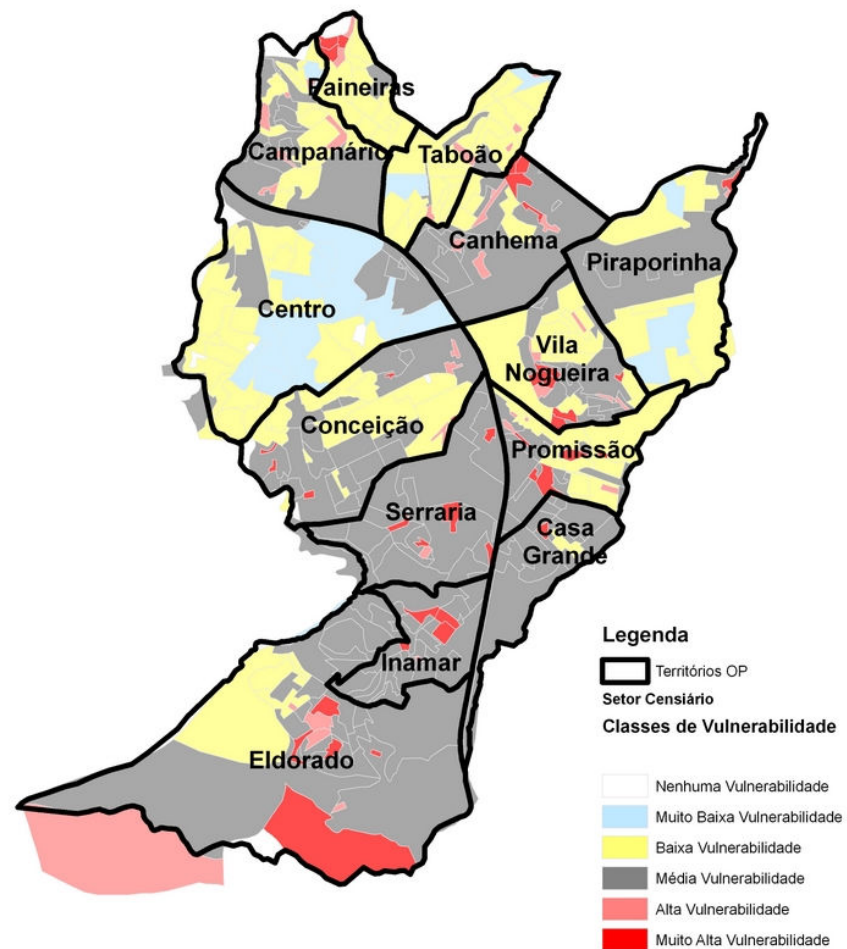 Paineiras
Campanário
Taboão
Canhema
Piraporinha
Centro
Vila
Nogueira
Conceição
Promissão
Serraria
Casa
Grande
Inamar
Eldorado
Legenda
Territórios OP
Setor Censiário
Classes de Vulnerabilidade
Nenhuma Vulnerabilidade
Muito Baixa Vulnerabilidade
Baixa Vulnerabilidade
Média Vulnerabilidade
Alta Vulnerabilidade
Muito Alta Vulnerabilidade